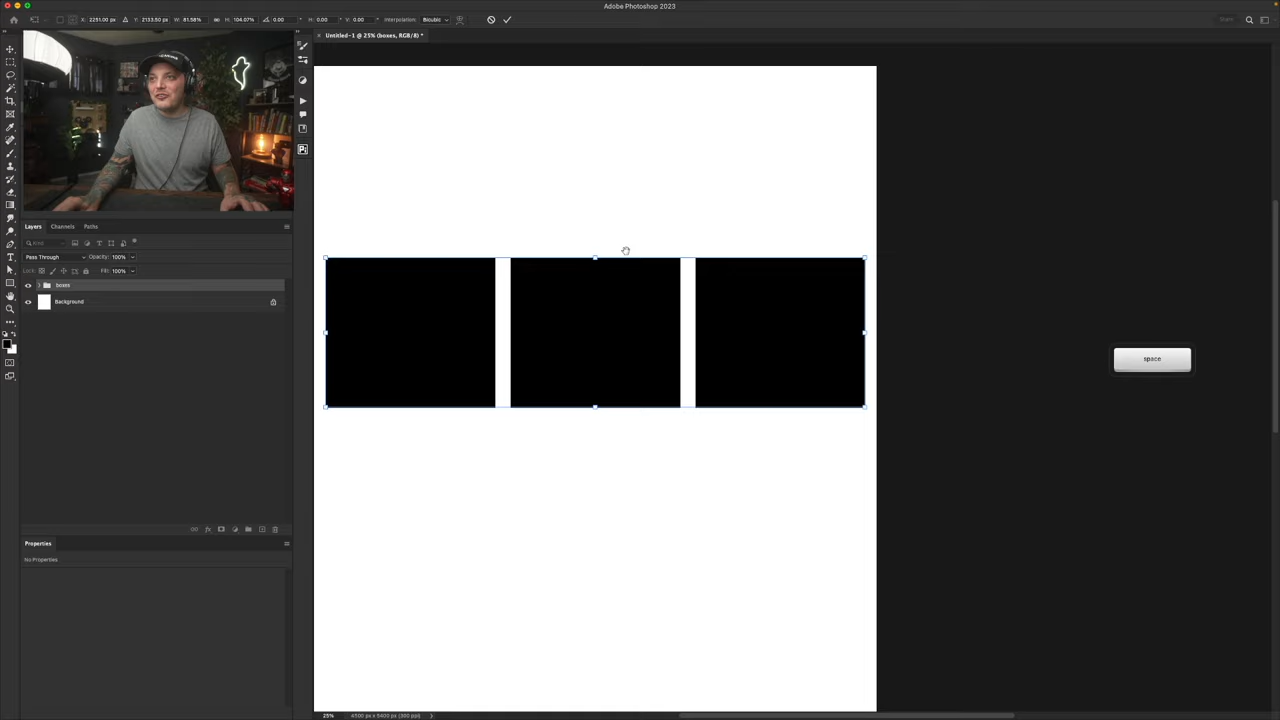 Adobe Photoshop 2023
X: 2251.00 px Y: 2133.50 px W: 81.58% H: 104.07% 0.00 ° H: 0.00 ° V: 0.00 ° Interpolation: Bicubic
Untitled-1 @ 25% (boxes, RGB/8) *
Layers Channels Paths
Kind
Pass Through Opacity: 100%
Lock: Fill: 100%
boxes
Background
space
Properties
No Properties
25% 4500 px x 5400 px (300 ppi)